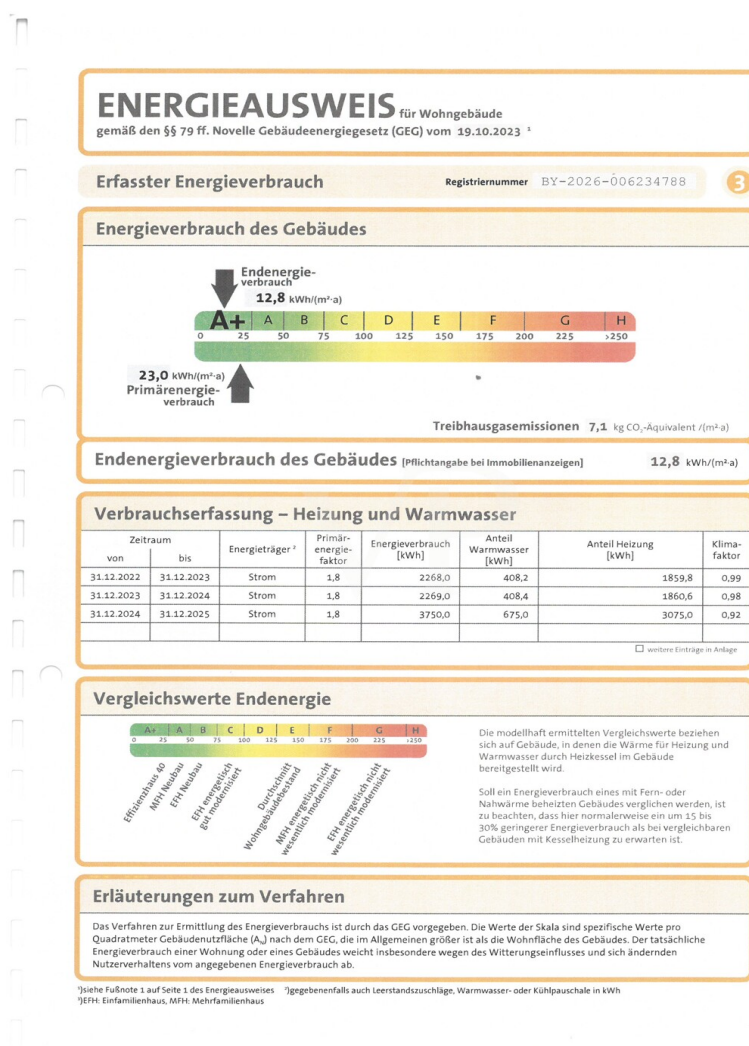 ENERGIEAUSWEIS für Wohngebäude
gemäß den §§ 79 ff. Novelle Gebäudeenergiegesetz (GEG) vom 19.10.2023 ¹
Erfasster Energieverbrauch Registriernummer BY-2026-006234788 3
Energieverbrauch des Gebäudes
Endenergie-
verbrauch
12,8 kWh/(m²·a)
A+ A B C D E F G H
0 25 50 75 100 125 150 175 200 225 >250
23,0 kWh/(m²·a)
Primärenergie-
verbrauch
Treibhausgasemissionen 7,1 kg CO₂-Äquivalent /(m²·a)
Endenergieverbrauch des Gebäudes [Pflichtangabe bei Immobilienanzeigen] 12,8 kWh/(m²·a)
Verbrauchserfassung – Heizung und Warmwasser
Zeitraum
von bis
Energieträger ²
Primär-
energie-
faktor
Energieverbrauch
[kWh]
Anteil
Warmwasser
[kWh]
Anteil Heizung
[kWh]
Klima-
faktor
31.12.2022 31.12.2023 Strom 1,8 2268,0 408,2 1859,8 0,99
31.12.2023 31.12.2024 Strom 1,8 2269,0 408,4 1860,6 0,98
31.12.2024 31.12.2025 Strom 1,8 3750,0 675,0 3075,0 0,92
weitere Einträge in Anlage
Vergleichswerte Endenergie
A+ A B C D E F G H
0 25 50 75 100 125 150 175 200 225 >250
Effizienzhaus 40
MFH Neubau
EFH Neubau
EFH energetisch
gut modernisiert
Durchschnitt
Wohngebäudebestand
MFH energetisch nicht
wesentlich modernisiert
EFH energetisch nicht
wesentlich modernisiert
Die modellhaft ermittelten Vergleichswerte beziehen
sich auf Gebäude, in denen die Wärme für Heizung und
Warmwasser durch Heizkessel im Gebäude
bereitgestellt wird.
Soll ein Energieverbrauch eines mit Fern- oder
Nahwärme beheizten Gebäudes verglichen werden, ist
zu beachten, dass hier normalerweise ein um 15 bis
30% geringerer Energieverbrauch als bei vergleichbaren
Gebäuden mit Kesselheizung zu erwarten ist.
Erläuterungen zum Verfahren
Das Verfahren zur Ermittlung des Energieverbrauchs ist durch das GEG vorgegeben. Die Werte der Skala sind spezifische Werte pro
Quadratmeter Gebäudenutzfläche (Aₙ) nach dem GEG, die im Allgemeinen größer ist als die Wohnfläche des Gebäudes. Der tatsächliche
Energieverbrauch einer Wohnung oder eines Gebäudes weicht insbesondere wegen des Witterungseinflusses und sich ändernden
Nutzerverhaltens vom angegebenen Energieverbrauch ab.
¹)siehe Fußnote 1 auf Seite 1 des Energieausweises ²)gegebenenfalls auch Leerstandszuschläge, Warmwasser- oder Kühlpauschale in kWh
³)EFH: Einfamilienhaus, MFH: Mehrfamilienhaus